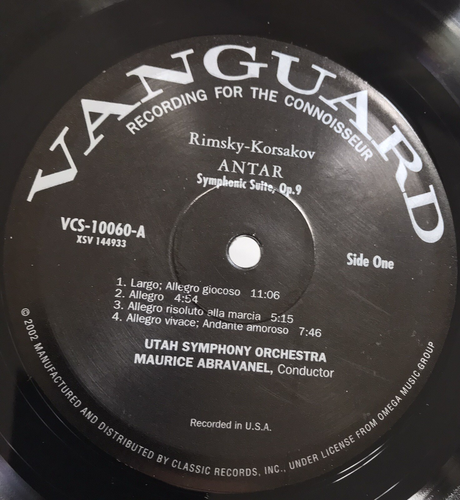 VANGUARD
RECORDING FOR THE CONNOISSEUR
Rimsky-Korsakov
ANTAR
Symphonic Suite, Op.9
VCS-10060-A
XSV 144933
Side One
1. Largo; Allegro giocoso 11:06
2. Allegro 4:54
3. Allegro risoluto alla marcia 5:15
4. Allegro vivace; Andante amoroso 7:46
UTAH SYMPHONY ORCHESTRA
MAURICE ABRAVANEL, Conductor
Recorded in U.S.A.
© 2002 MANUFACTURED AND DISTRIBUTED BY CLASSIC RECORDS, INC., UNDER LICENSE FROM OMEGA MUSIC GROUP